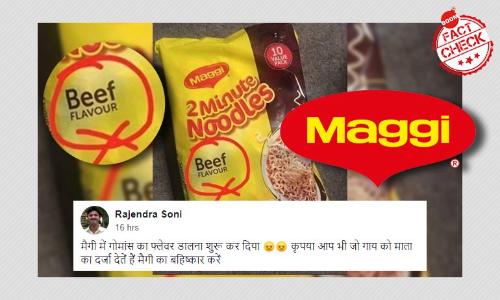 BOOM
FACT
CHECK
Beef
FLAVOUR
Maggi
10
VALUE
PACK
2 Minute
Noodles
Beef
FLAVOUR
Maggi
®
Rajendra Soni
16 hrs
मैगी में गोमांस का फ्लेवर डालना शुरू कर दिया 😡😡 कृपया आप भी जो गाय को माता
का दर्जा देतें हैं मैगी का बहिष्कार करें